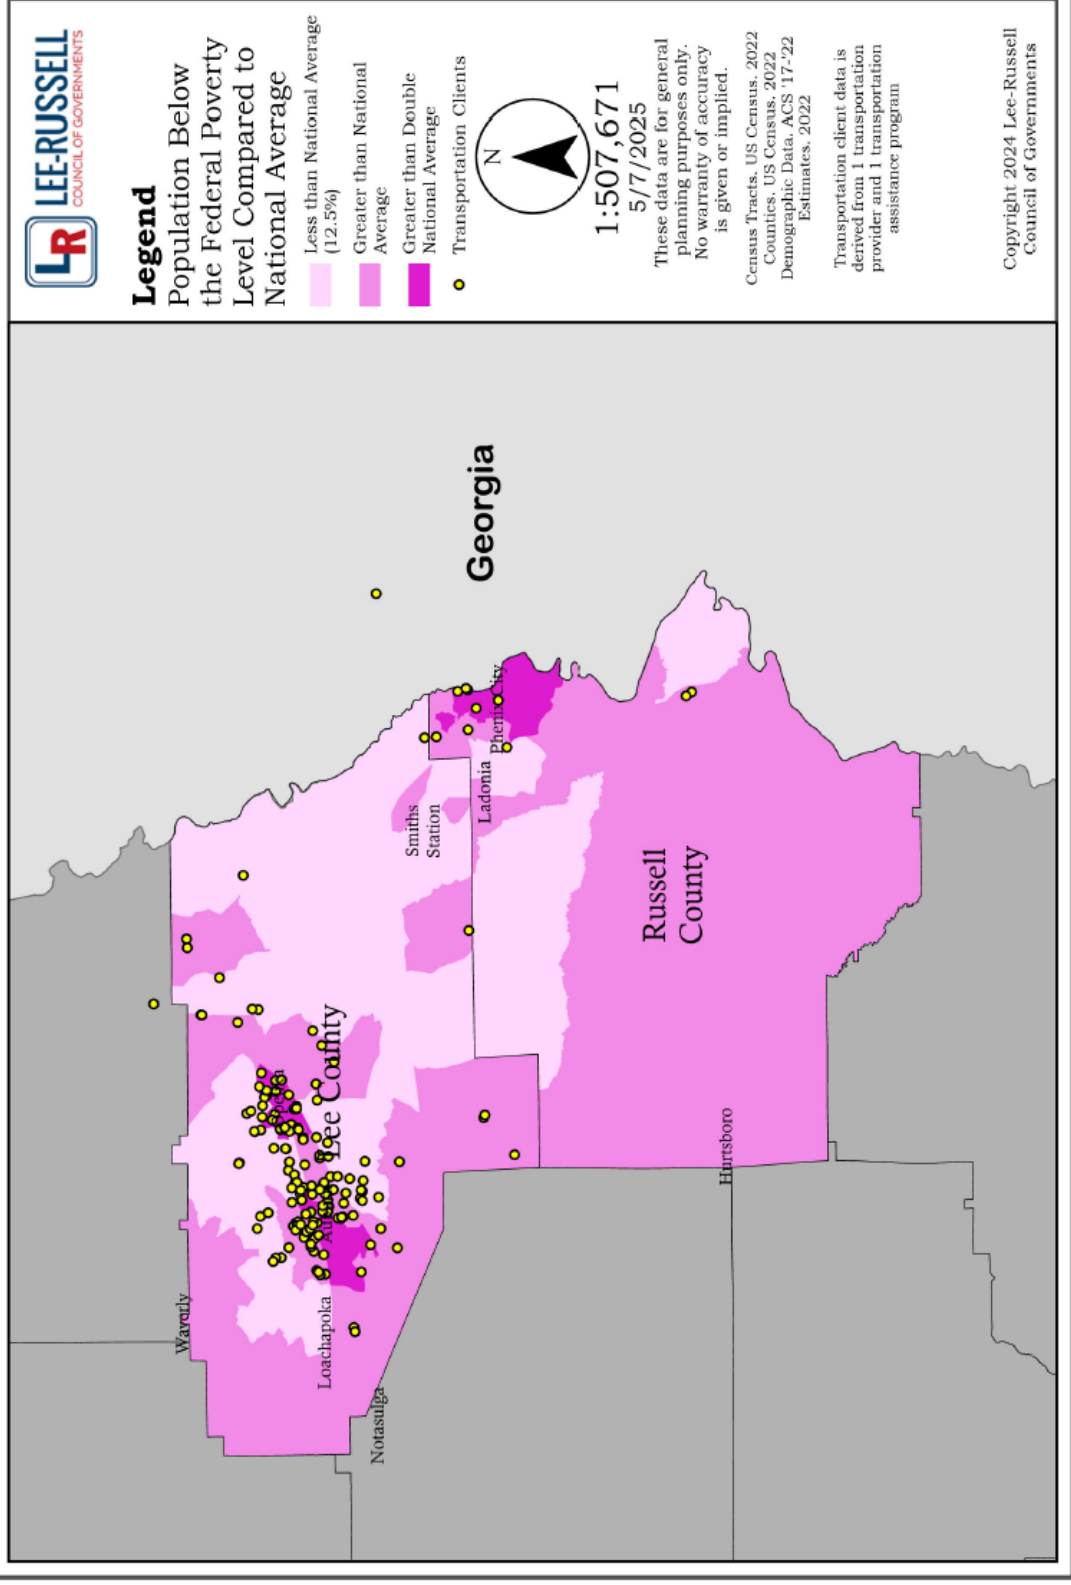 LR
LEE-RUSSELL
COUNCIL OF GOVERNMENTS
Legend
Population Below
the Federal Poverty
Level Compared to
National Average
Less than National Average
(12.5%)
Greater than National
Average
Greater than Double
National Average
Transportation Clients
N
1:507,671
5/7/2025
These data are for general
planning purposes only.
No warranty of accuracy
is given or implied.
Census Tracts. US Census. 2022
Counties. US Census. 2022
Demographic Data. ACS '17-'22
Estimates. 2022
Transportation client data is
derived from 1 transportation
provider and 1 transportation
assistance program
Copyright 2024 Lee-Russell
Council of Governments
Georgia
Waverly
Loachapoka
Notasulga
Lee County
Smiths
Station
Ladonia
Phenix City
Russell
County
Hurtsboro